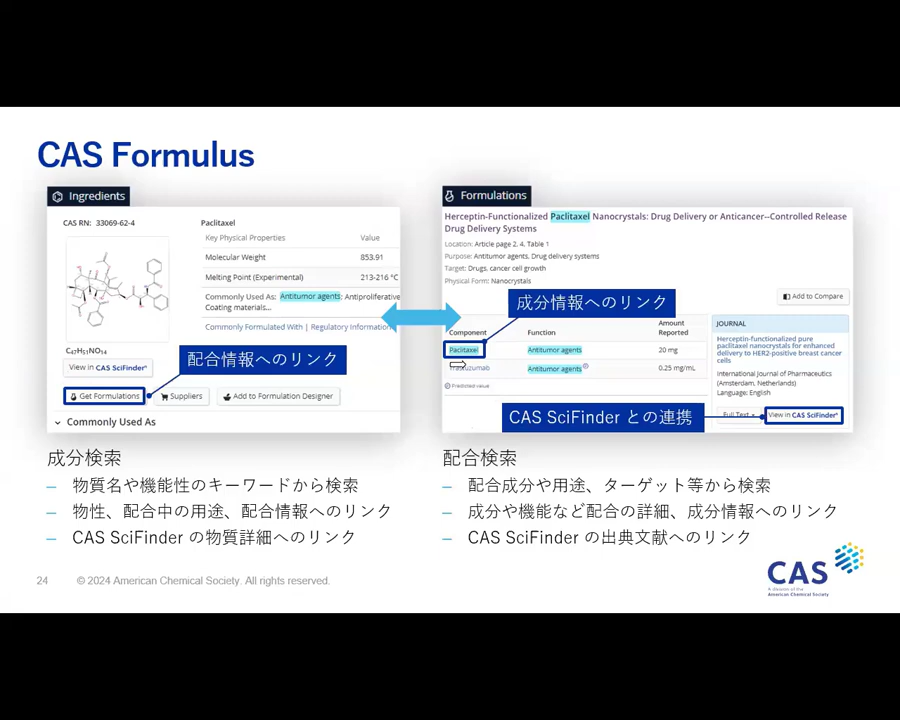 CAS Formulus
Ingredients
CAS RN: 33069-62-4
C₄₇H₅₁NO₁₄
View in CAS SciFinderⁿ
Get Formulations
Suppliers
Add to Formulation Designer
Commonly Used As
Paclitaxel
Key Physical Properties Value
Molecular Weight 853.91
Melting Point (Experimental) 213-216 °C
Commonly Used As: Antitumor agents; Antiproliferative
Coating materials...
Commonly Formulated With | Regulatory Information
配合情報へのリンク
Formulations
Herceptin-Functionalized Paclitaxel Nanocrystals: Drug Delivery or Anticancer--Controlled Release
Drug Delivery Systems
Location: Article page 2, 4, Table 1
Purpose: Antitumor agents, Drug delivery systems
Target: Drugs, cancer cell growth
Physical Form: Nanocrystals
Add to Compare
成分情報へのリンク
Component Function Amount
Reported
Paclitaxel Antitumor agents 20 mg
Antitumor agents 0.25 mg/mL
Predicted value
JOURNAL
Herceptin-functionalized pure
paclitaxel nanocrystals for enhanced
delivery to HER2-positive breast cancer
cells
International Journal of Pharmaceutics
(Amsterdam, Netherlands)
Language: English
Full Text
View in CAS SciFinderⁿ
CAS SciFinder との連携
成分検索
– 物質名や機能性のキーワードから検索
– 物性、配合中の用途、配合情報へのリンク
– CAS SciFinder の物質詳細へのリンク
配合検索
– 配合成分や用途、ターゲット等から検索
– 成分や機能など配合の詳細、成分情報へのリンク
– CAS SciFinder の出典文献へのリンク
24 © 2024 American Chemical Society. All rights reserved.
CAS
A division of the
American Chemical Society